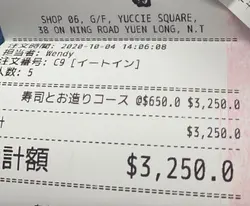 SHOP 06, G/F, YUCCIE SQUARE,
38 ON NING ROAD YUEN LONG, N.T
注文時間: 2020-10-04 14:06:08
担当者: Wendy
注文番号: C9 [イートイン]
人数: 5
寿司とお造りコース @$650.0 $3,250.0
計 $3,250.0
計額 $3,250.0